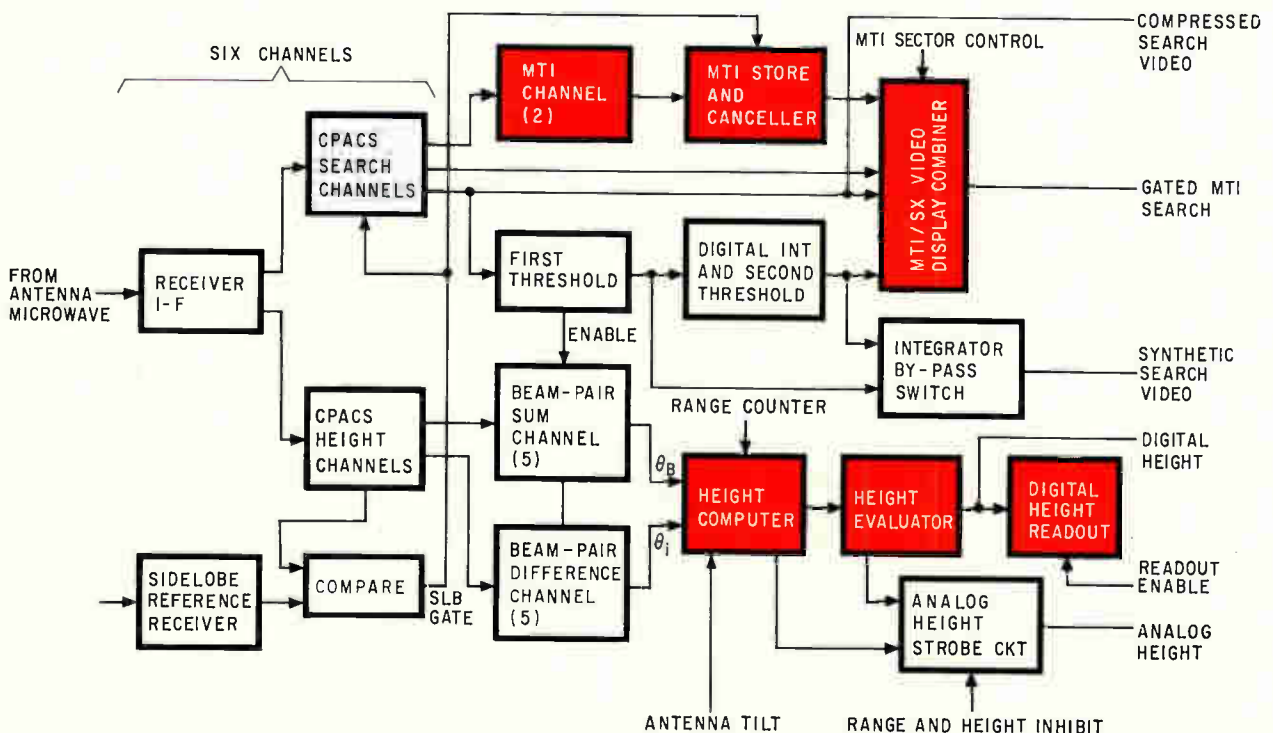 COMPRESSED
SEARCH
VIDEO
MTI SECTOR CONTROL
SIX CHANNELS
MTI
CHANNEL
(2)
MTI STORE
AND
CANCELLER
CPACS
SEARCH
CHANNELS
MTI/SX VIDEO
DISPLAY COMBINER
GATED MTI
SEARCH
FROM
ANTENNA
MICROWAVE
RECEIVER
I-F
FIRST
THRESHOLD
DIGITAL INT
AND SECOND
THRESHOLD
ENABLE
INTEGRATOR
BY-PASS
SWITCH
SYNTHETIC
SEARCH
VIDEO
CPACS
HEIGHT
CHANNELS
BEAM-PAIR
SUM
CHANNEL
(5)
RANGE COUNTER
θB
HEIGHT
COMPUTER
HEIGHT
EVALUATOR
DIGITAL
HEIGHT
READOUT
DIGITAL
HEIGHT
θi
BEAM-PAIR
DIFFERENCE
CHANNEL
(5)
SIDELOBE
REFERENCE
RECEIVER
COMPARE
SLB
GATE
READOUT
ENABLE
ANALOG
HEIGHT
STROBE CKT
ANALOG
HEIGHT
ANTENNA TILT
RANGE AND HEIGHT INHIBIT